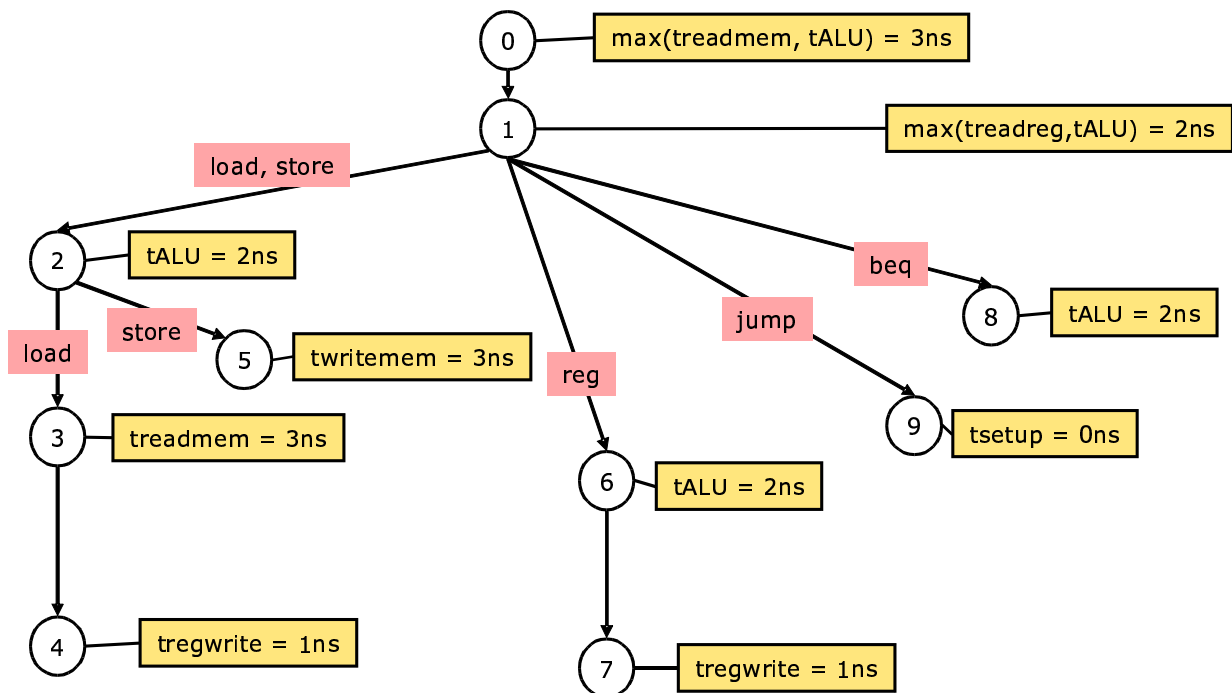 0
max(treadmem, tALU) = 3ns
1
max(treadreg,tALU) = 2ns
load, store
2
tALU = 2ns
beq
8
tALU = 2ns
jump
store
load
5
twritemem = 3ns
reg
3
treadmem = 3ns
9
tsetup = 0ns
6
tALU = 2ns
4
tregwrite = 1ns
7
tregwrite = 1ns